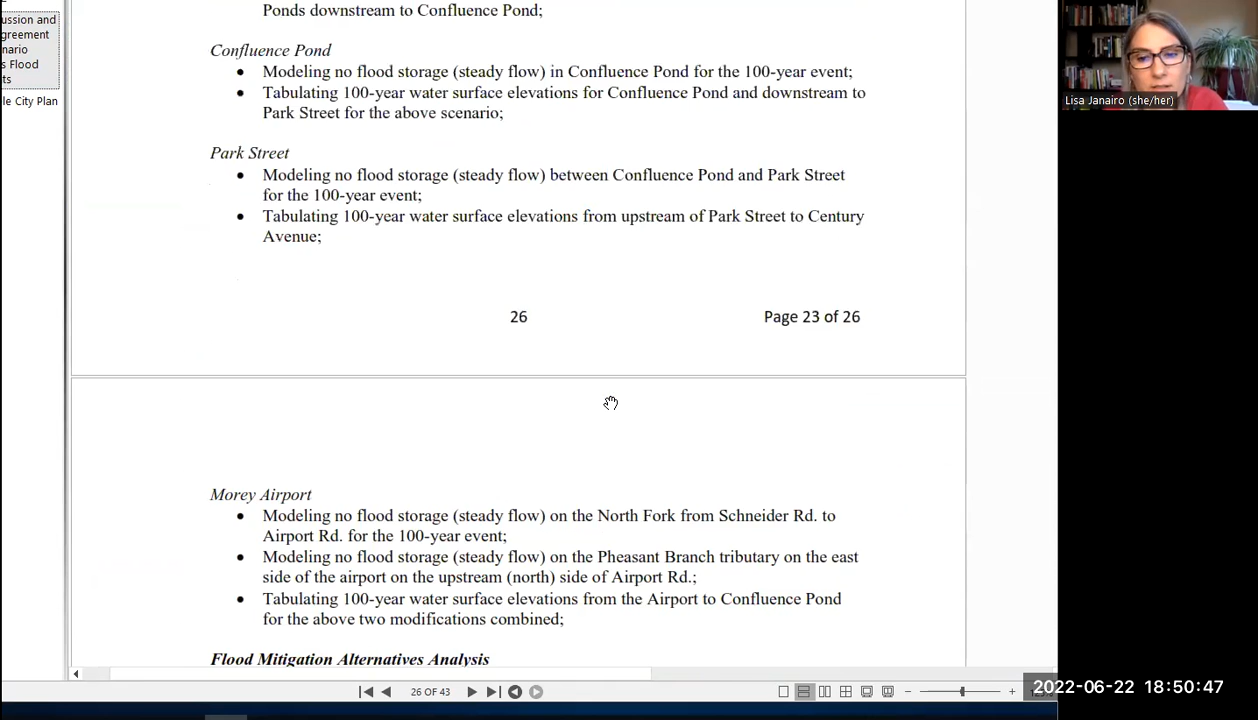 ussion and
greement
nario
s Flood
ts
le City Plan
Ponds downstream to Confluence Pond;
Confluence Pond
• Modeling no flood storage (steady flow) in Confluence Pond for the 100-year event;
• Tabulating 100-year water surface elevations for Confluence Pond and downstream to
Park Street for the above scenario;
Park Street
• Modeling no flood storage (steady flow) between Confluence Pond and Park Street
for the 100-year event;
• Tabulating 100-year water surface elevations from upstream of Park Street to Century
Avenue;
26 Page 23 of 26
Morey Airport
• Modeling no flood storage (steady flow) on the North Fork from Schneider Rd. to
Airport Rd. for the 100-year event;
• Modeling no flood storage (steady flow) on the Pheasant Branch tributary on the east
side of the airport on the upstream (north) side of Airport Rd.;
• Tabulating 100-year water surface elevations from the Airport to Confluence Pond
for the above two modifications combined;
Flood Mitigation Alternatives Analysis
26 OF 43
Lisa Janairo (she/her)
2022-06-22 18:50:47